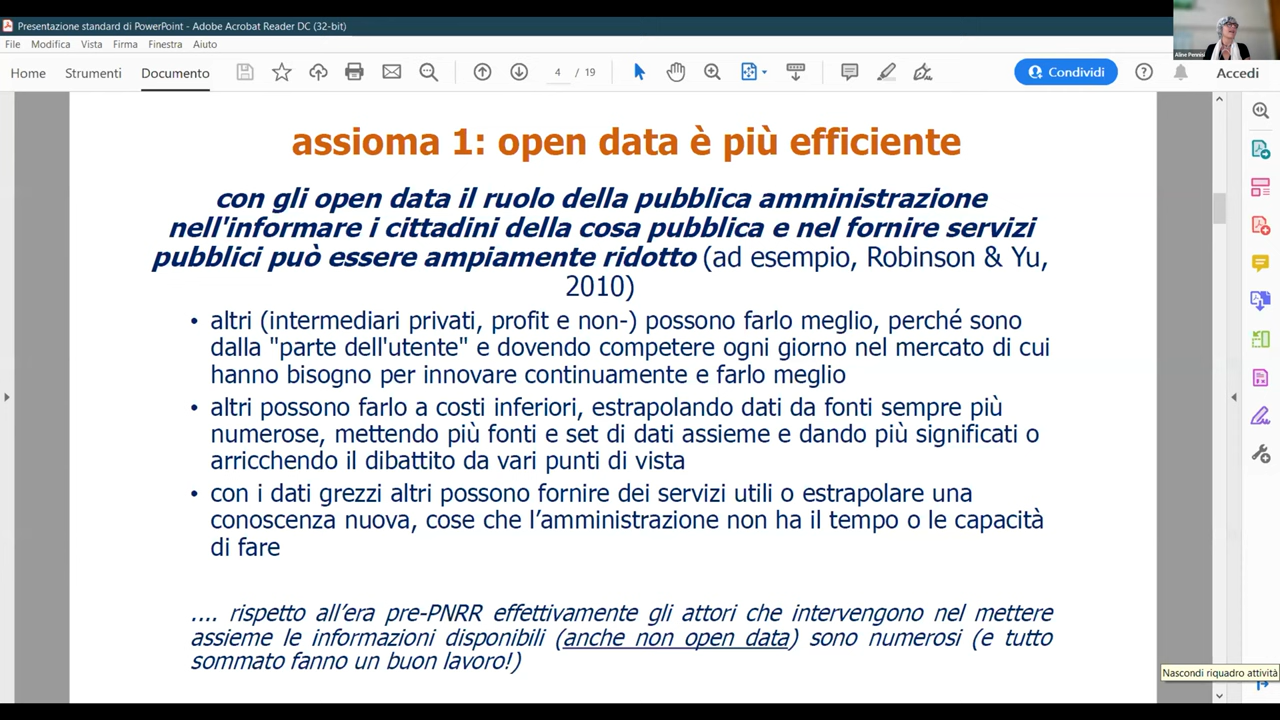 Presentazione standard di PowerPoint - Adobe Acrobat Reader DC (32-bit)
File Modifica Vista Firma Finestra Aiuto
Home Strumenti Documento 4 / 19 Condividi Accedi
Aline Pennisi
assioma 1: open data è più efficiente
con gli open data il ruolo della pubblica amministrazione
nell'informare i cittadini della cosa pubblica e nel fornire servizi
pubblici può essere ampiamente ridotto (ad esempio, Robinson & Yu,
2010)
• altri (intermediari privati, profit e non-) possono farlo meglio, perché sono
dalla "parte dell'utente" e dovendo competere ogni giorno nel mercato di cui
hanno bisogno per innovare continuamente e farlo meglio
• altri possono farlo a costi inferiori, estrapolando dati da fonti sempre più
numerose, mettendo più fonti e set di dati assieme e dando più significati o
arricchendo il dibattito da vari punti di vista
• con i dati grezzi altri possono fornire dei servizi utili o estrapolare una
conoscenza nuova, cose che l’amministrazione non ha il tempo o le capacità
di fare
.... rispetto all’era pre-PNRR effettivamente gli attori che intervengono nel mettere
assieme le informazioni disponibili (anche non open data) sono numerosi (e tutto
sommato fanno un buon lavoro!)
Nascondi riquadro attività